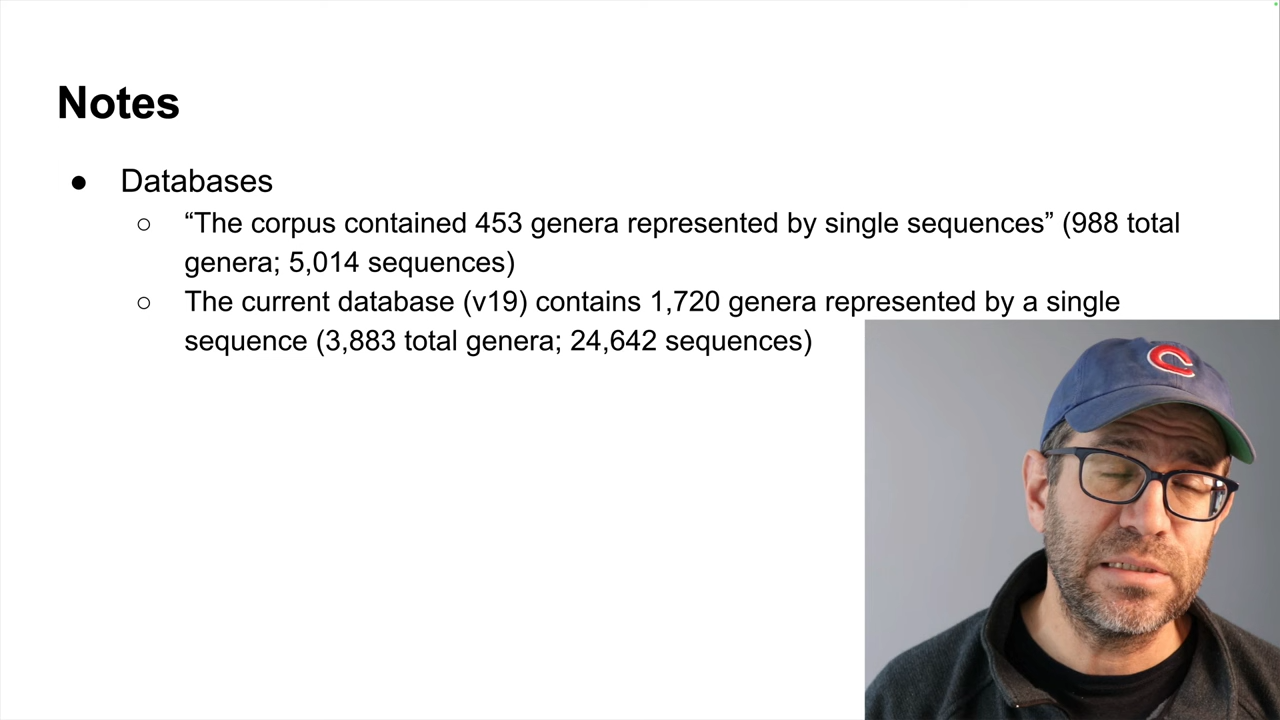 Notes
● Databases
○ “The corpus contained 453 genera represented by single sequences” (988 total
genera; 5,014 sequences)
○ The current database (v19) contains 1,720 genera represented by a single
sequence (3,883 total genera; 24,642 sequences)
C